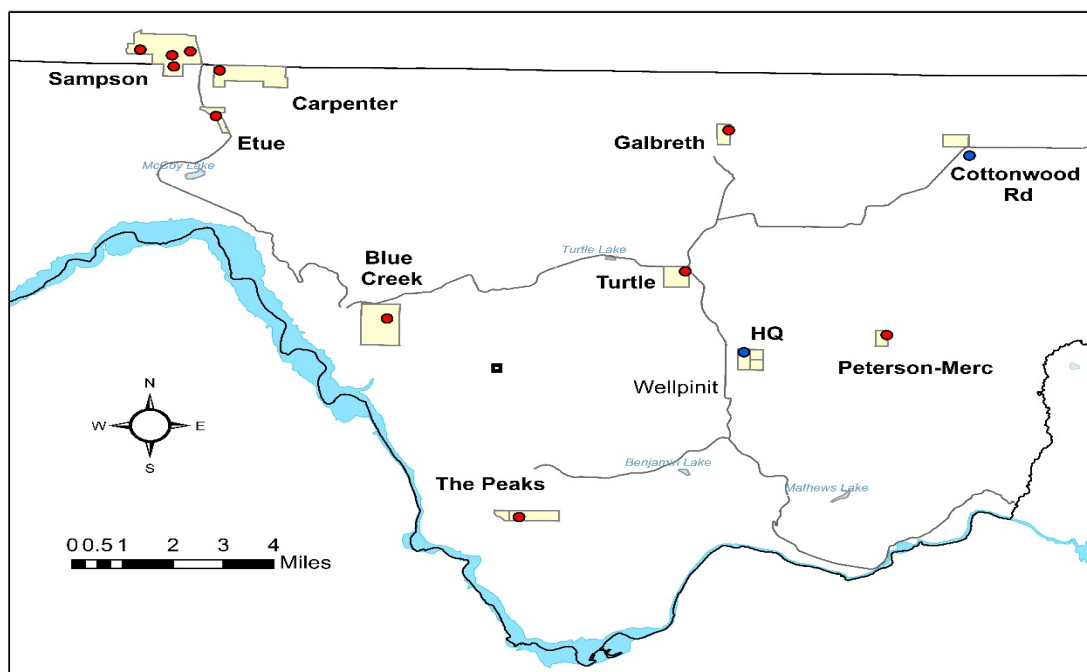 Sampson
Carpenter
Etue
McCoy Lake
Galbreth
Cottonwood
Rd
Blue
Creek
Turtle Lake
Turtle
HQ
Peterson-Merc
Wellpinit
N
W
E
S
The Peaks
Benjamin Lake
Mathews Lake
0 0.5 1 2 3 4
Miles